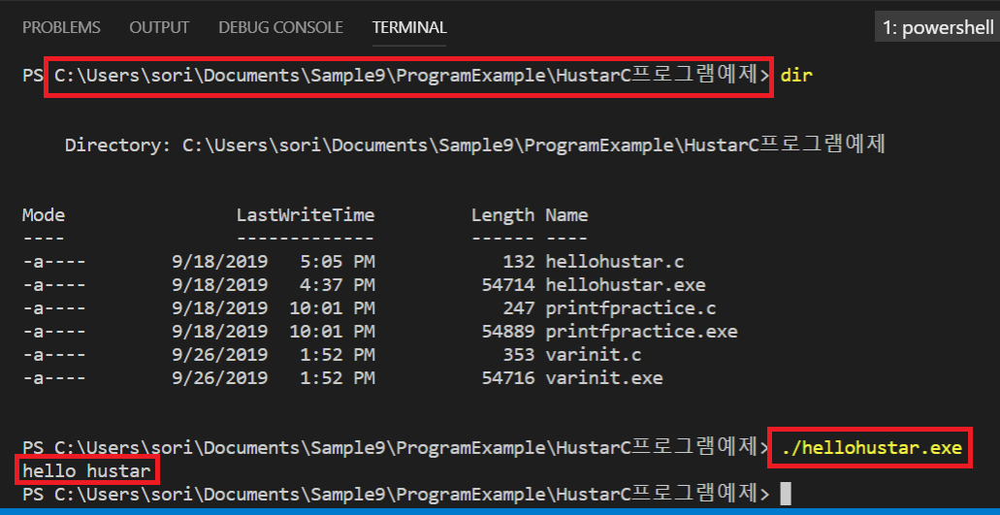 PROBLEMS OUTPUT DEBUG CONSOLE TERMINAL 1: powershell
PS C:\Users\sori\Documents\Sample9\ProgramExample\HustarC프로그램예제> dir
Directory: C:\Users\sori\Documents\Sample9\ProgramExample\HustarC프로그램예제
Mode LastWriteTime Length Name
---- ------------- ------ ----
-a---- 9/18/2019 5:05 PM 132 hellohustar.c
-a---- 9/18/2019 4:37 PM 54714 hellohustar.exe
-a---- 9/18/2019 10:01 PM 247 printfpractice.c
-a---- 9/18/2019 10:01 PM 54889 printfpractice.exe
-a---- 9/26/2019 1:52 PM 353 varinit.c
-a---- 9/26/2019 1:52 PM 54716 varinit.exe
PS C:\Users\sori\Documents\Sample9\ProgramExample\HustarC프로그램예제> ./hellohustar.exe
hello hustar
PS C:\Users\sori\Documents\Sample9\ProgramExample\HustarC프로그램예제>